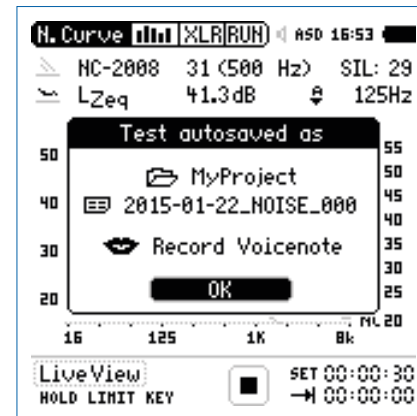 N. Curve XLR RUN ASD 16:53
NC-2008 31 (500 Hz) SIL: 29
LZeq 41.3dB 125Hz
Test autosaved as
MyProject
2015-01-22_NOISE_000
Record Voicenote
OK
50
40
30
20
55
50
45
40
35
30
25
NC 20
16 125 1K 8k
LiveView
HOLD LIMIT KEY
SET 00:00:30
00:00:00